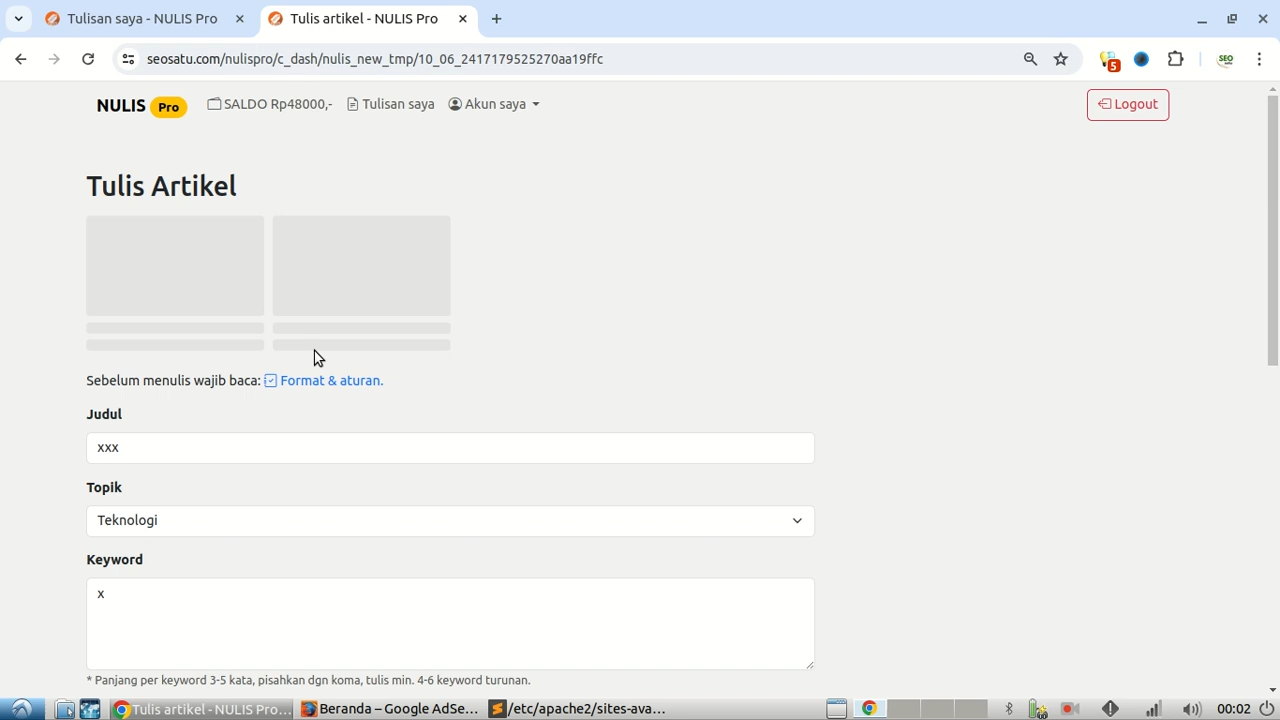 Tulisan saya - NULIS Pro
Tulis artikel - NULIS Pro
seosatu.com/nulispro/c_dash/nulis_new_tmp/10_06_2417179525270aa19ffc
5
SEO
NULIS Pro
SALDO Rp48000,-
Tulisan saya
Akun saya
Logout
Tulis Artikel
Sebelum menulis wajib baca: Format & aturan.
Judul
xxx
Topik
Teknologi
Keyword
x
* Panjang per keyword 3-5 kata, pisahkan dgn koma, tulis min. 4-6 keyword turunan.
Tulis artikel - NULIS Pro...
Beranda – Google AdSe...
/etc/apache2/sites-ava...
00:02